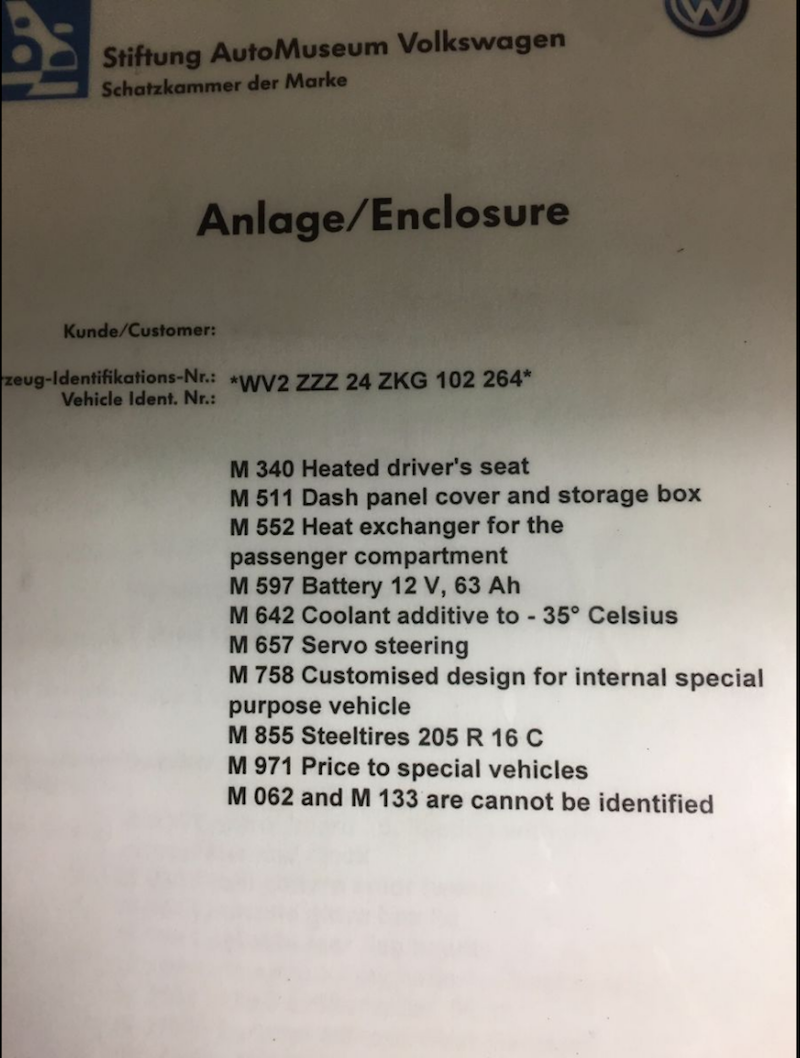 Stiftung AutoMuseum Volkswagen
Schatzkammer der Marke
Anlage/Enclosure
Kunde/Customer:
zeug-Identifikations-Nr.: *WV2 ZZZ 24 ZKG 102 264*
Vehicle Ident. Nr.:
M 340 Heated driver's seat
M 511 Dash panel cover and storage box
M 552 Heat exchanger for the
passenger compartment
M 597 Battery 12 V, 63 Ah
M 642 Coolant additive to - 35° Celsius
M 657 Servo steering
M 758 Customised design for internal special
purpose vehicle
M 855 Steeltires 205 R 16 C
M 971 Price to special vehicles
M 062 and M 133 are cannot be identified